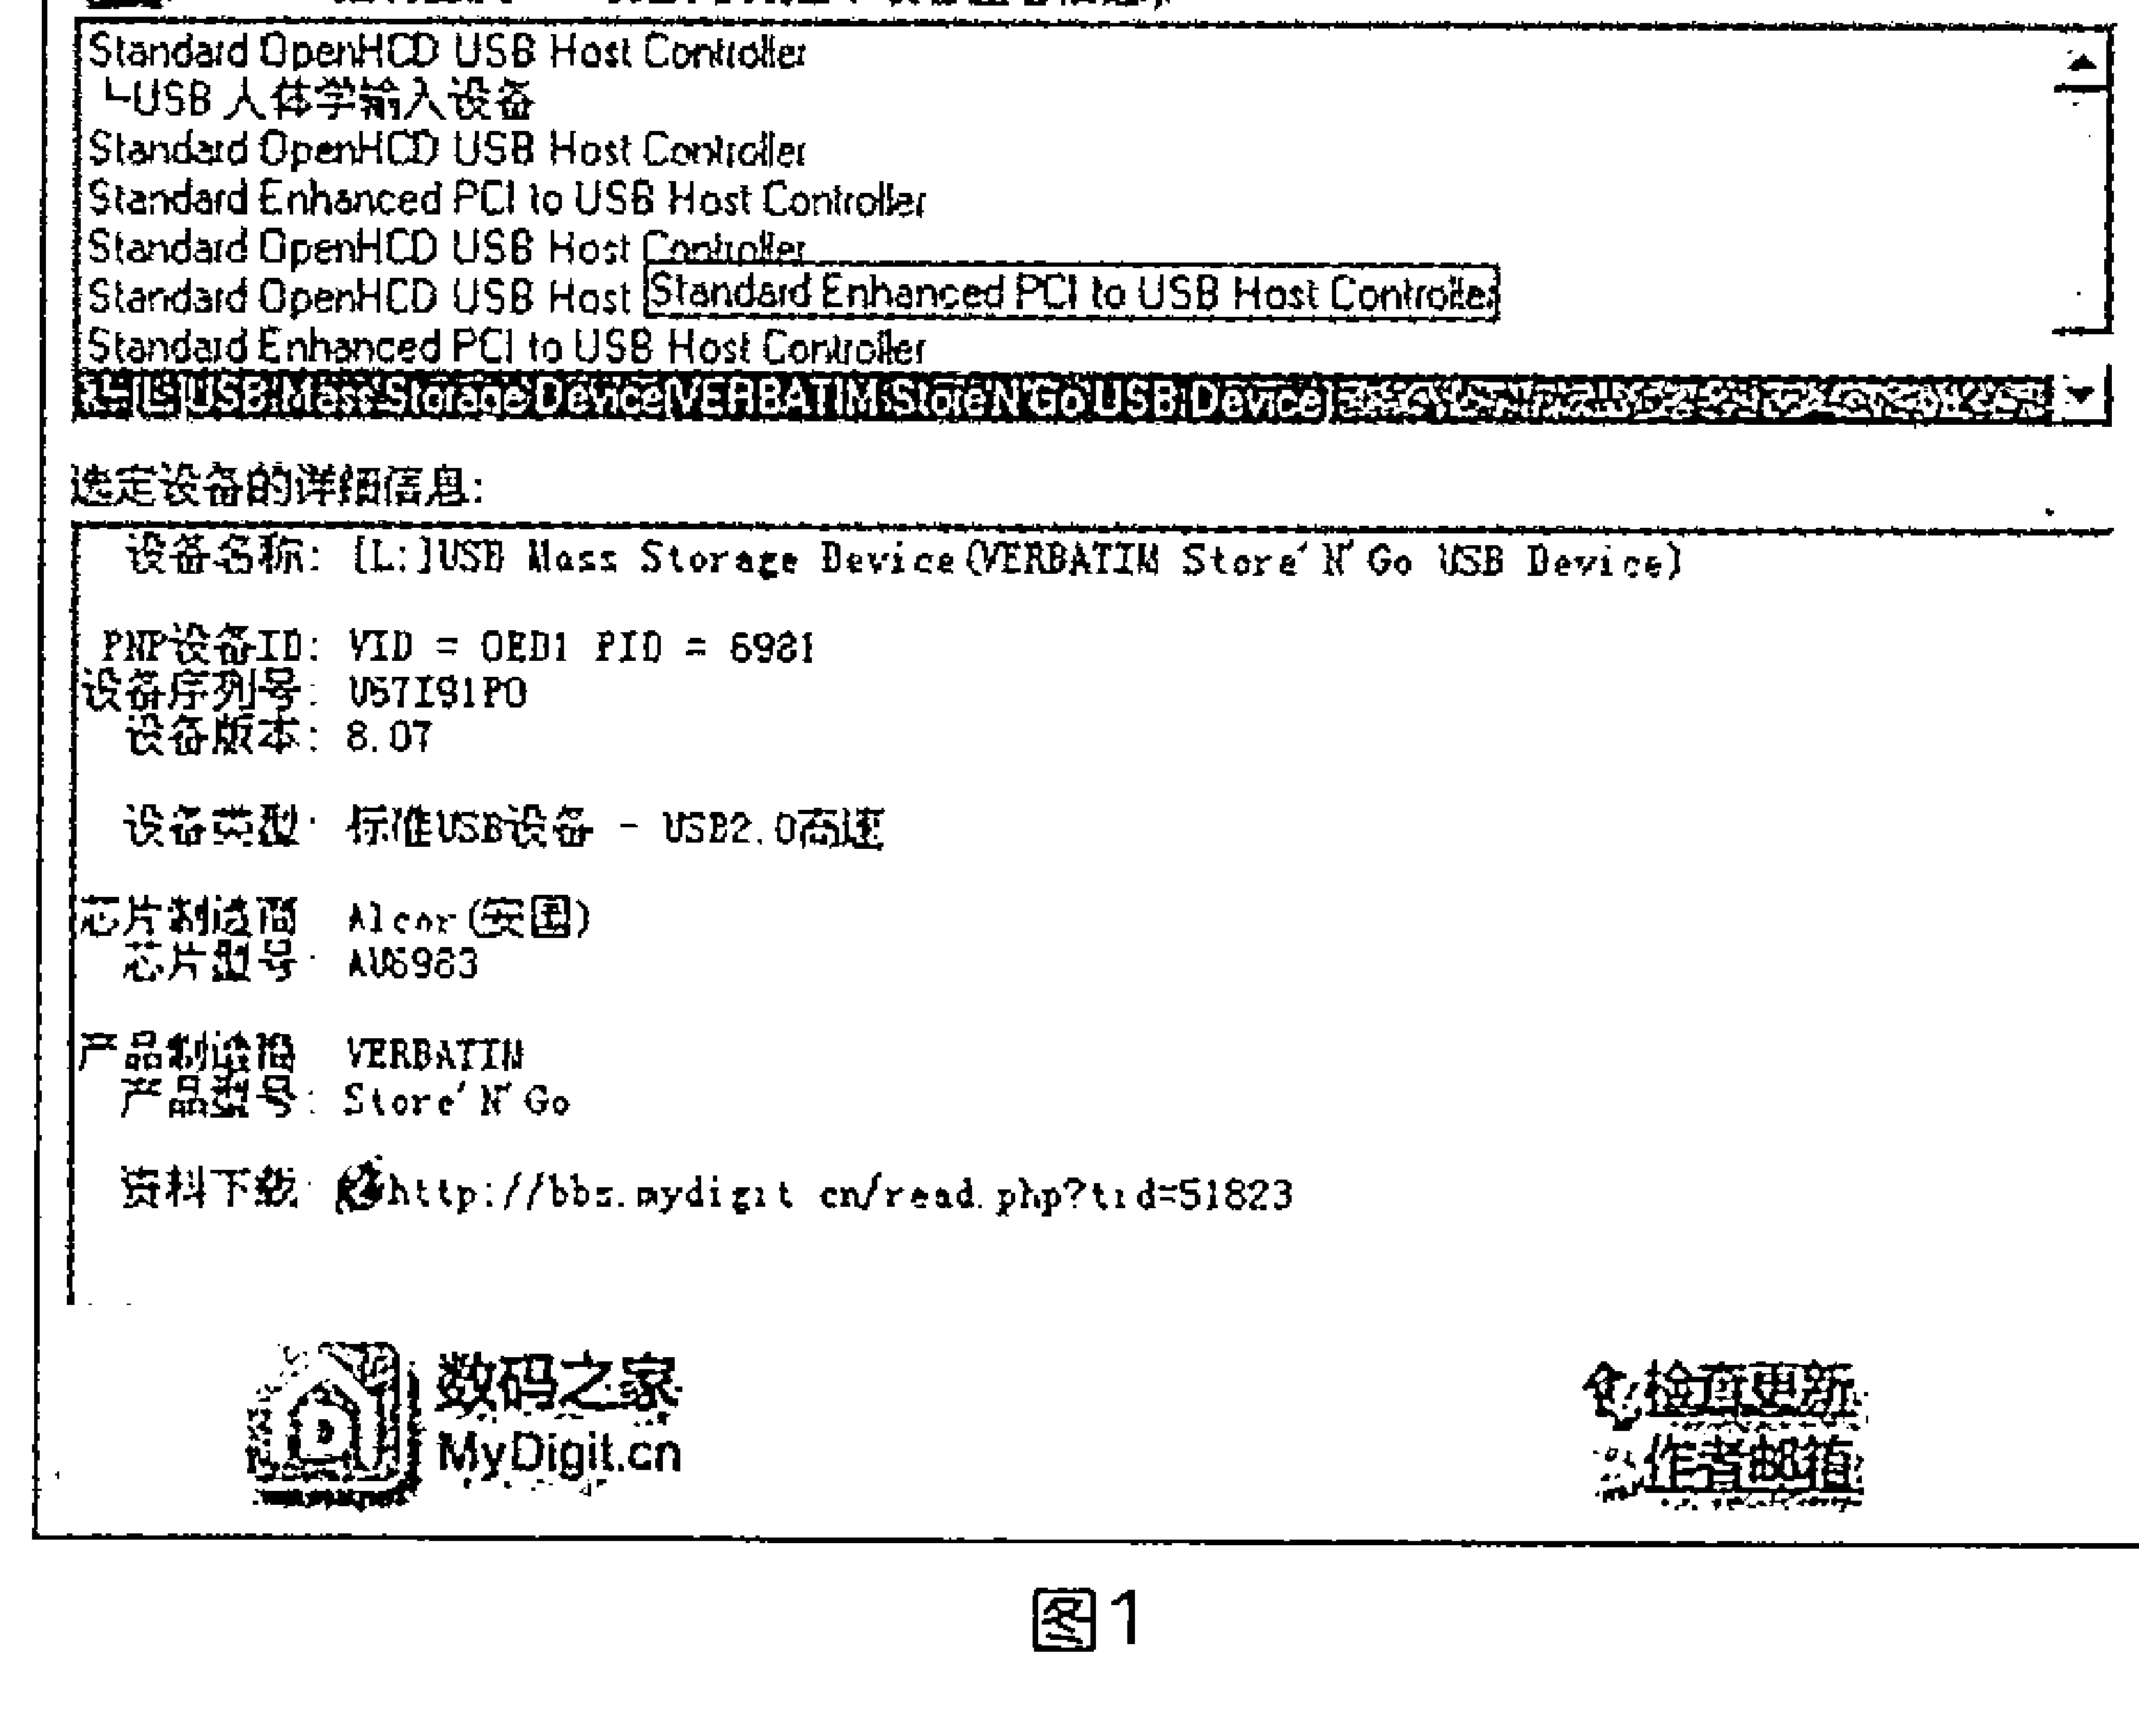 Standard OpenHCD USB Host Controller
└USB 人体学输入设备
Standard OpenHCD USB Host Controller
Standard Enhanced PCI to USB Host Controller
Standard OpenHCD USB Host Controller
Standard OpenHCD USB Host
Standard Enhanced PCI to USB Host Controller
Standard Enhanced PCI to USB Host Controller
└[L:]USB Mass Storage Device(VERBATIM Store'N'Go USB Device)
选定设备的详细信息:
设备名称: [L:]USB Mass Storage Device(VERBATIM Store'N'Go USB Device)
PNP设备ID: VID = 0ED1 PID = 6981
设备序列号: U57I91P0
设备版本: 8.07
设备类型: 标准USB设备 - USB2.0高速
芯片制造商 Alcor(安国)
芯片型号: AU6983
产品制造商 VERBATIM
产品型号: Store'N'Go
资料下载: http://bbs.mydigit.cn/read.php?tid=51823
数码之家
MyDigit.cn
检查更新
作者邮箱
图1